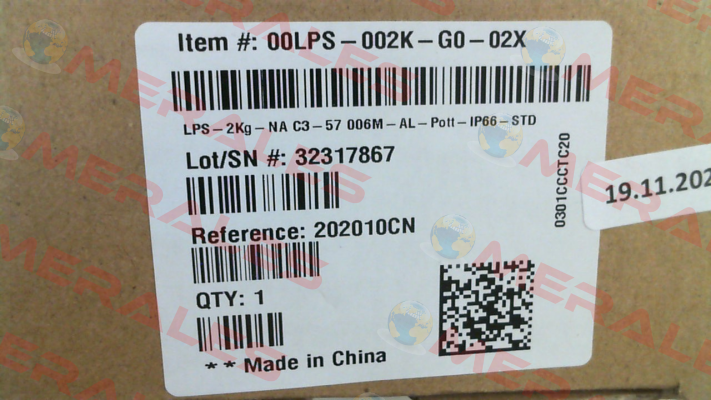 Item #: 00LPS-002K-G0-02X
LPS-2Kg-NA C3-57 006M-AL-Pott-IP66-STD
Lot/SN #: 32317867
Reference: 202010CN
QTY: 1
** Made in China
0301CCCTC20
19.11.202
MERALES